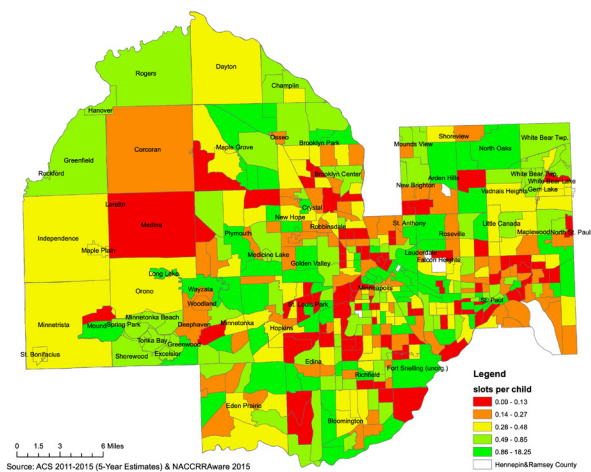 Dayton
Rogers
Champlin
Hanover
Corcoran
Osseo
Maple Grove
Brooklyn Park
Greenfield
Rockford
Brooklyn Center
Shoreview
Mounds View
White Bear Twp.
North Oaks
Arden Hills
White Bear Twp.
White Bear Lake
Gem Lake
New Brighton
Vadnais Heights
Loretto
Medina
Crystal
New Hope
Robbinsdale
St. Anthony
Little Canada
Independence
Plymouth
Roseville
Maplewood
North St. Paul
Maple Plain
Medicine Lake
Golden Valley
Lauderdale
Falcon Heights
Long Lake
Orono
Wayzata
Woodland
Minneapolis
St. Louis Park
St. Paul
Minnetonka Beach
Minnetrista
Mound
Spring Park
Deephaven
Minnetonka
Hopkins
Tonka Bay
Greenwood
St. Bonifacius
Shorewood
Excelsior
Edina
Fort Snelling (unorg.)
Richfield
Eden Prairie
Bloomington
Legend
slots per child
0.00 - 0.13
0.14 - 0.27
0.28 - 0.48
0.49 - 0.85
0.86 - 18.25
Hennepin&Ramsey County
0 1.5 3 6 Miles
Source: ACS 2011-2015 (5-Year Estimates) & NACCRRAware 2015